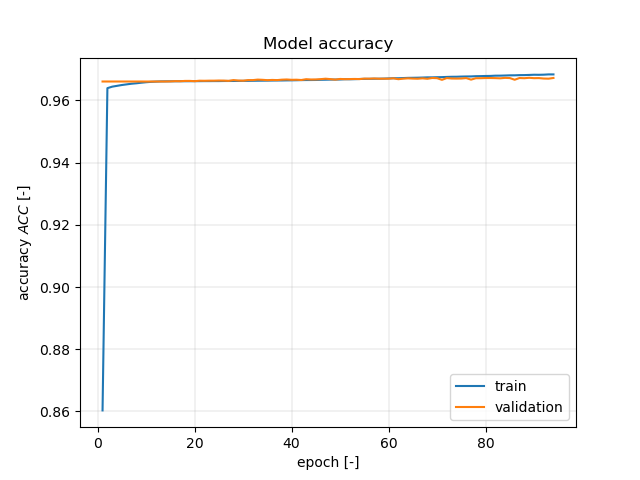 Model accuracy
0.96
0.94
0.92
0.90
0.88
0.86
accuracy ACC [-]
0
20
40
60
80
epoch [-]
train
validation